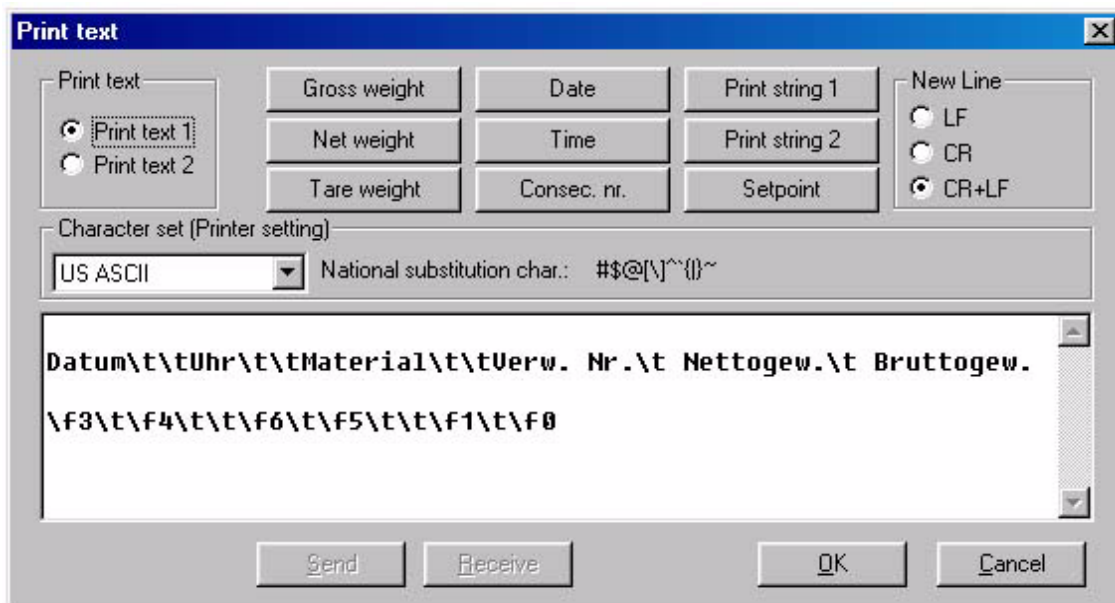 Print text
Print text
Print text 1
Print text 2
Gross weight Date Print string 1
Net weight Time Print string 2
Tare weight Consec. nr. Setpoint
New Line
LF
CR
CR+LF
Character set (Printer setting)
US ASCII National substitution char.: #$@[\]^`{|}~
Datum\t\tUhr\t\tMaterial\t\tVerw. Nr.\t Nettogew.\t Bruttogew.
\f3\t\f4\t\t\f6\t\f5\t\t\f1\t\f0
Send Receive OK Cancel